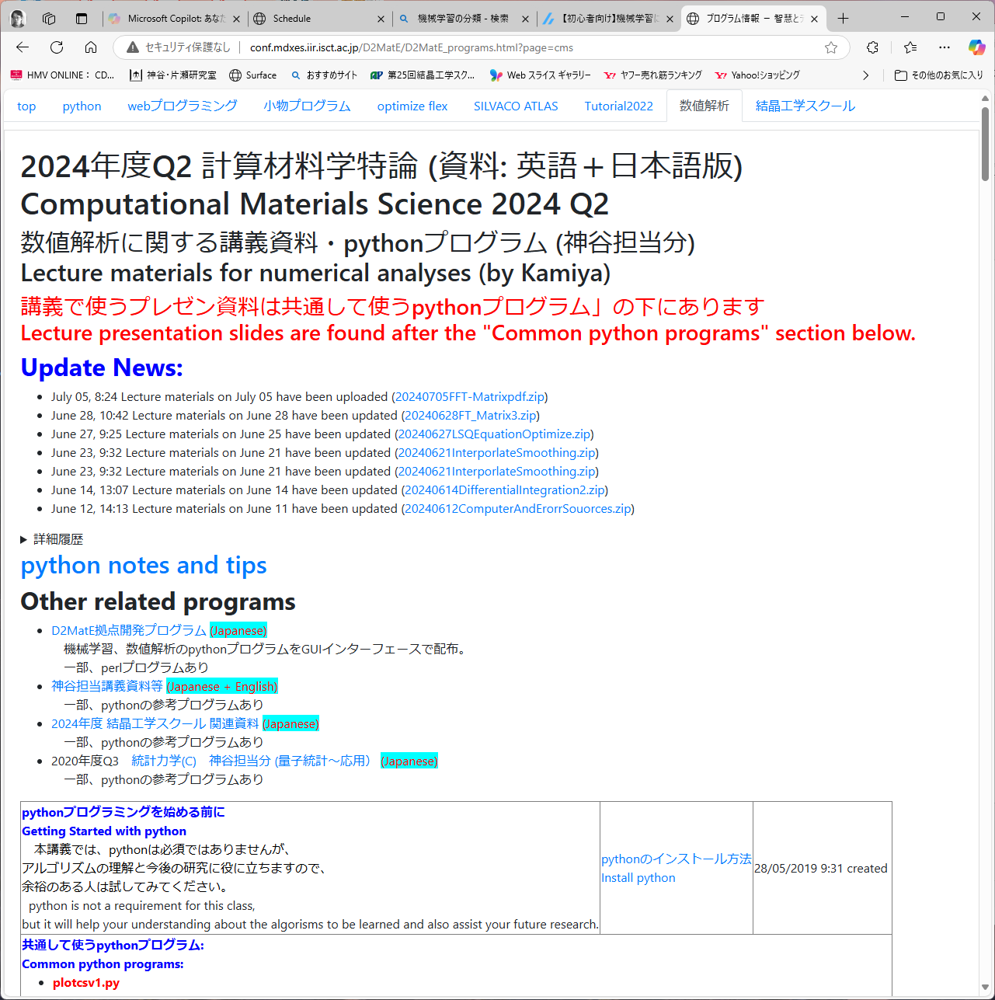 Microsoft Copilot: あなた
Schedule
機械学習の分類 - 検索
【初心者向け】機械学習に
プログラム情報 － 智慧とデ
セキュリティ保護なし
conf.mdxes.iir.isct.ac.jp/D2MatE/D2MatE_programs.html?page=cms
HMV ONLINE： CD...
神谷・片瀬研究室
Surface
おすすめサイト
第25回結晶工学スク...
Web スライス ギャラリー
ヤフー売れ筋ランキング
Yahoo!ショッピング
その他のお気に入り
top
python
webプログラミング
小物プログラム
optimize flex
SILVACO ATLAS
Tutorial2022
数値解析
結晶工学スクール
2024年度Q2 計算材料学特論 (資料: 英語＋日本語版)
Computational Materials Science 2024 Q2
数値解析に関する講義資料・pythonプログラム (神谷担当分)
Lecture materials for numerical analyses (by Kamiya)
講義で使うプレゼン資料は共通して使うpythonプログラム」の下にあります
Lecture presentation slides are found after the "Common python programs" section below.
Update News:
• July 05, 8:24 Lecture materials on July 05 have been uploaded (20240705FFT-Matrixpdf.zip)
• June 28, 10:42 Lecture materials on June 28 have been updated (20240628FT_Matrix3.zip)
• June 27, 9:25 Lecture materials on June 25 have been updated (20240627LSQEquationOptimize.zip)
• June 23, 9:32 Lecture materials on June 21 have been updated (20240621InterporlateSmoothing.zip)
• June 23, 9:32 Lecture materials on June 21 have been updated (20240621InterporlateSmoothing.zip)
• June 14, 13:07 Lecture materials on June 14 have been updated (20240614DifferentialIntegration2.zip)
• June 12, 14:13 Lecture materials on June 11 have been updated (20240612ComputerAndErorrSouorces.zip)
▶ 詳細履歴
python notes and tips
Other related programs
• D2MatE拠点開発プログラム (Japanese)
機械学習、数値解析のpythonプログラムをGUIインターフェースで配布。
一部、perlプログラムあり
• 神谷担当講義資料等 (Japanese + English)
一部、pythonの参考プログラムあり
• 2024年度 結晶工学スクール 関連資料 (Japanese)
一部、pythonの参考プログラムあり
• 2020年度Q3　統計力学(C)　神谷担当分 (量子統計～応用） (Japanese)
一部、pythonの参考プログラムあり
pythonプログラミングを始める前に
Getting Started with python
本講義では、pythonは必須ではありませんが、
アルゴリズムの理解と今後の研究に役に立ちますので、
余裕のある人は試してみてください。
python is not a requirement for this class,
but it will help your understanding about the algorisms to be learned and also assist your future research.
pythonのインストール方法
Install python
28/05/2019 9:31 created
共通して使うpythonプログラム:
Common python programs:
• plotcsv1.py